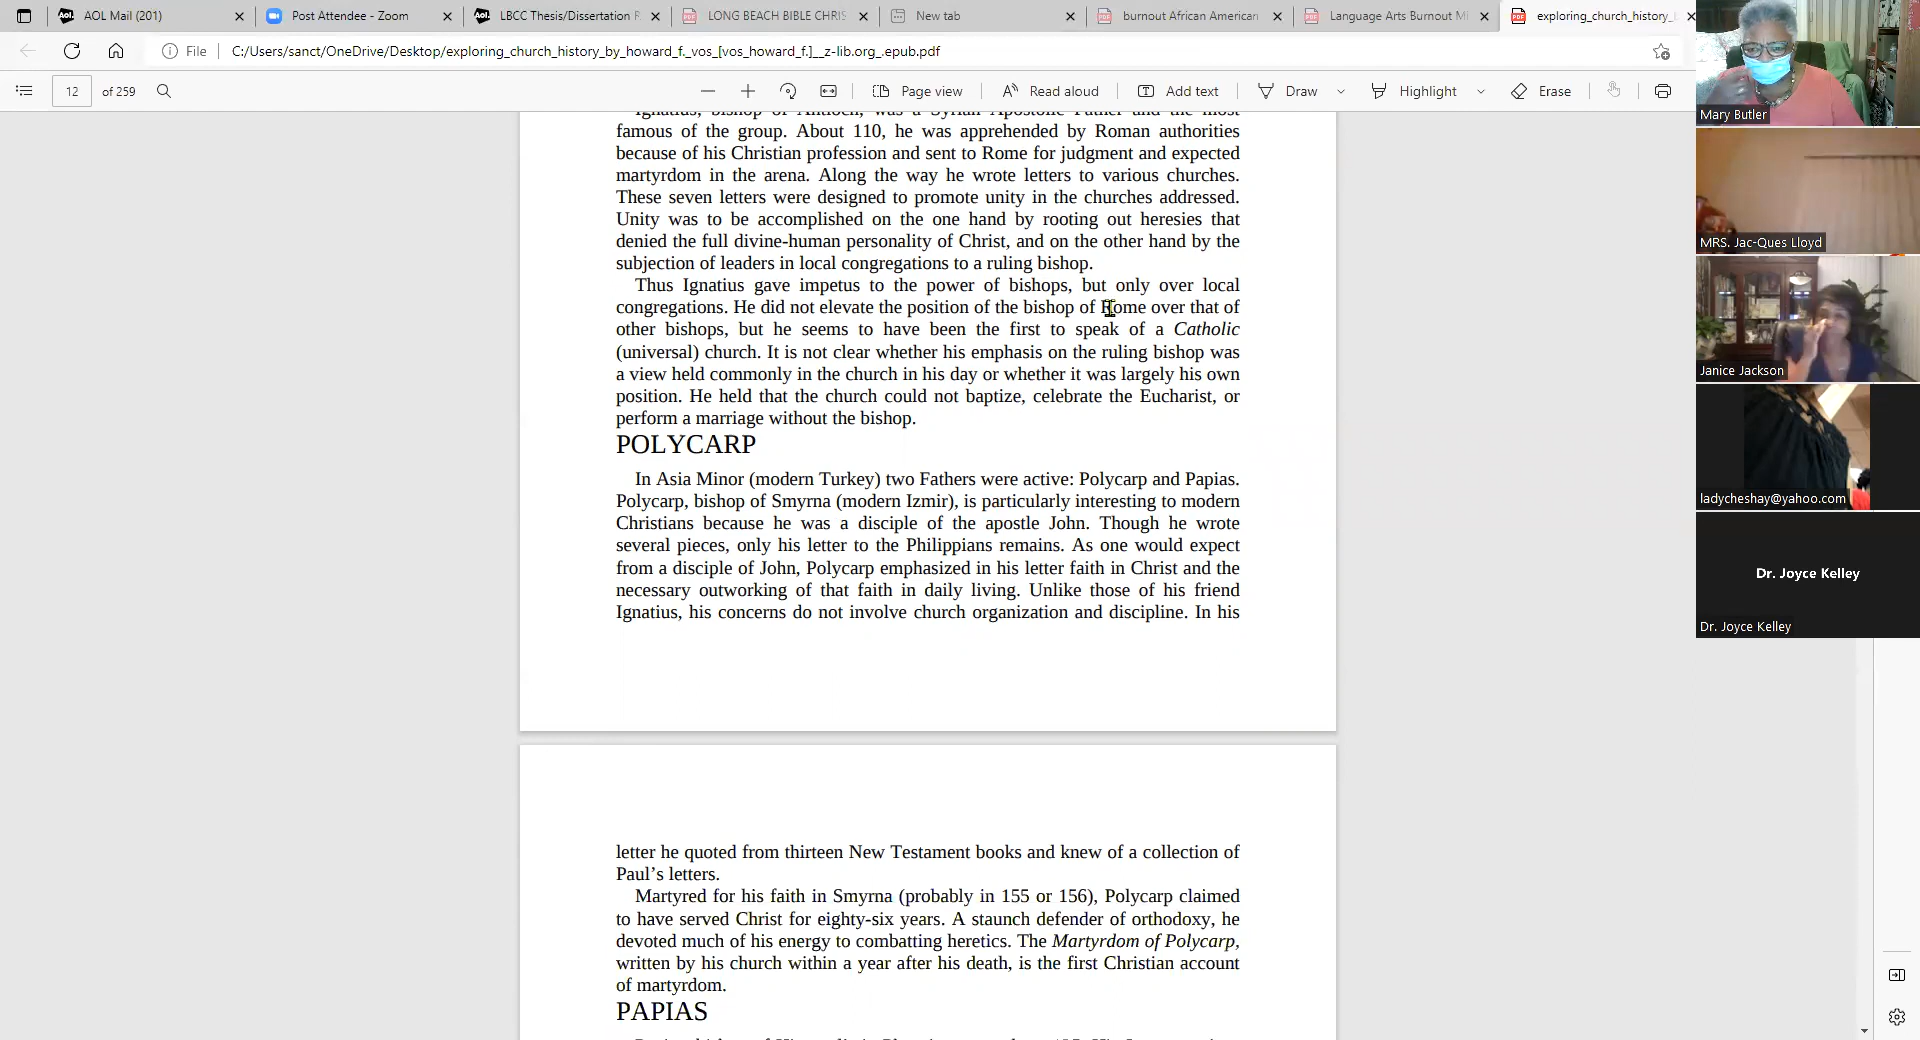 AOL Mail (201)
Post Attendee - Zoom
LBCC Thesis/Dissertation R
LONG BEACH BIBLE CHRIS
New tab
burnout African American
Language Arts Burnout M
exploring_church_history_
File
C:/Users/sanct/OneDrive/Desktop/exploring_church_history_by_howard_f._vos_[vos_howard_f.]__z-lib.org_.epub.pdf
12 of 259
Page view
Read aloud
Add text
Draw
Highlight
Erase
Ignatius, bishop of Antioch, was a Syrian Apostolic Father and the most
famous of the group. About 110, he was apprehended by Roman authorities
because of his Christian profession and sent to Rome for judgment and expected
martyrdom in the arena. Along the way he wrote letters to various churches.
These seven letters were designed to promote unity in the churches addressed.
Unity was to be accomplished on the one hand by rooting out heresies that
denied the full divine-human personality of Christ, and on the other hand by the
subjection of leaders in local congregations to a ruling bishop.
Thus Ignatius gave impetus to the power of bishops, but only over local
congregations. He did not elevate the position of the bishop of Rome over that of
other bishops, but he seems to have been the first to speak of a Catholic
(universal) church. It is not clear whether his emphasis on the ruling bishop was
a view held commonly in the church in his day or whether it was largely his own
position. He held that the church could not baptize, celebrate the Eucharist, or
perform a marriage without the bishop.
POLYCARP
In Asia Minor (modern Turkey) two Fathers were active: Polycarp and Papias.
Polycarp, bishop of Smyrna (modern Izmir), is particularly interesting to modern
Christians because he was a disciple of the apostle John. Though he wrote
several pieces, only his letter to the Philippians remains. As one would expect
from a disciple of John, Polycarp emphasized in his letter faith in Christ and the
necessary outworking of that faith in daily living. Unlike those of his friend
Ignatius, his concerns do not involve church organization and discipline. In his
letter he quoted from thirteen New Testament books and knew of a collection of
Paul’s letters.
Martyred for his faith in Smyrna (probably in 155 or 156), Polycarp claimed
to have served Christ for eighty-six years. A staunch defender of orthodoxy, he
devoted much of his energy to combatting heretics. The Martyrdom of Polycarp,
written by his church within a year after his death, is the first Christian account
of martyrdom.
PAPIAS
Mary Butler
MRS. Jac-Ques Lloyd
Janice Jackson
ladycheshay@yahoo.com
Dr. Joyce Kelley
Dr. Joyce Kelley